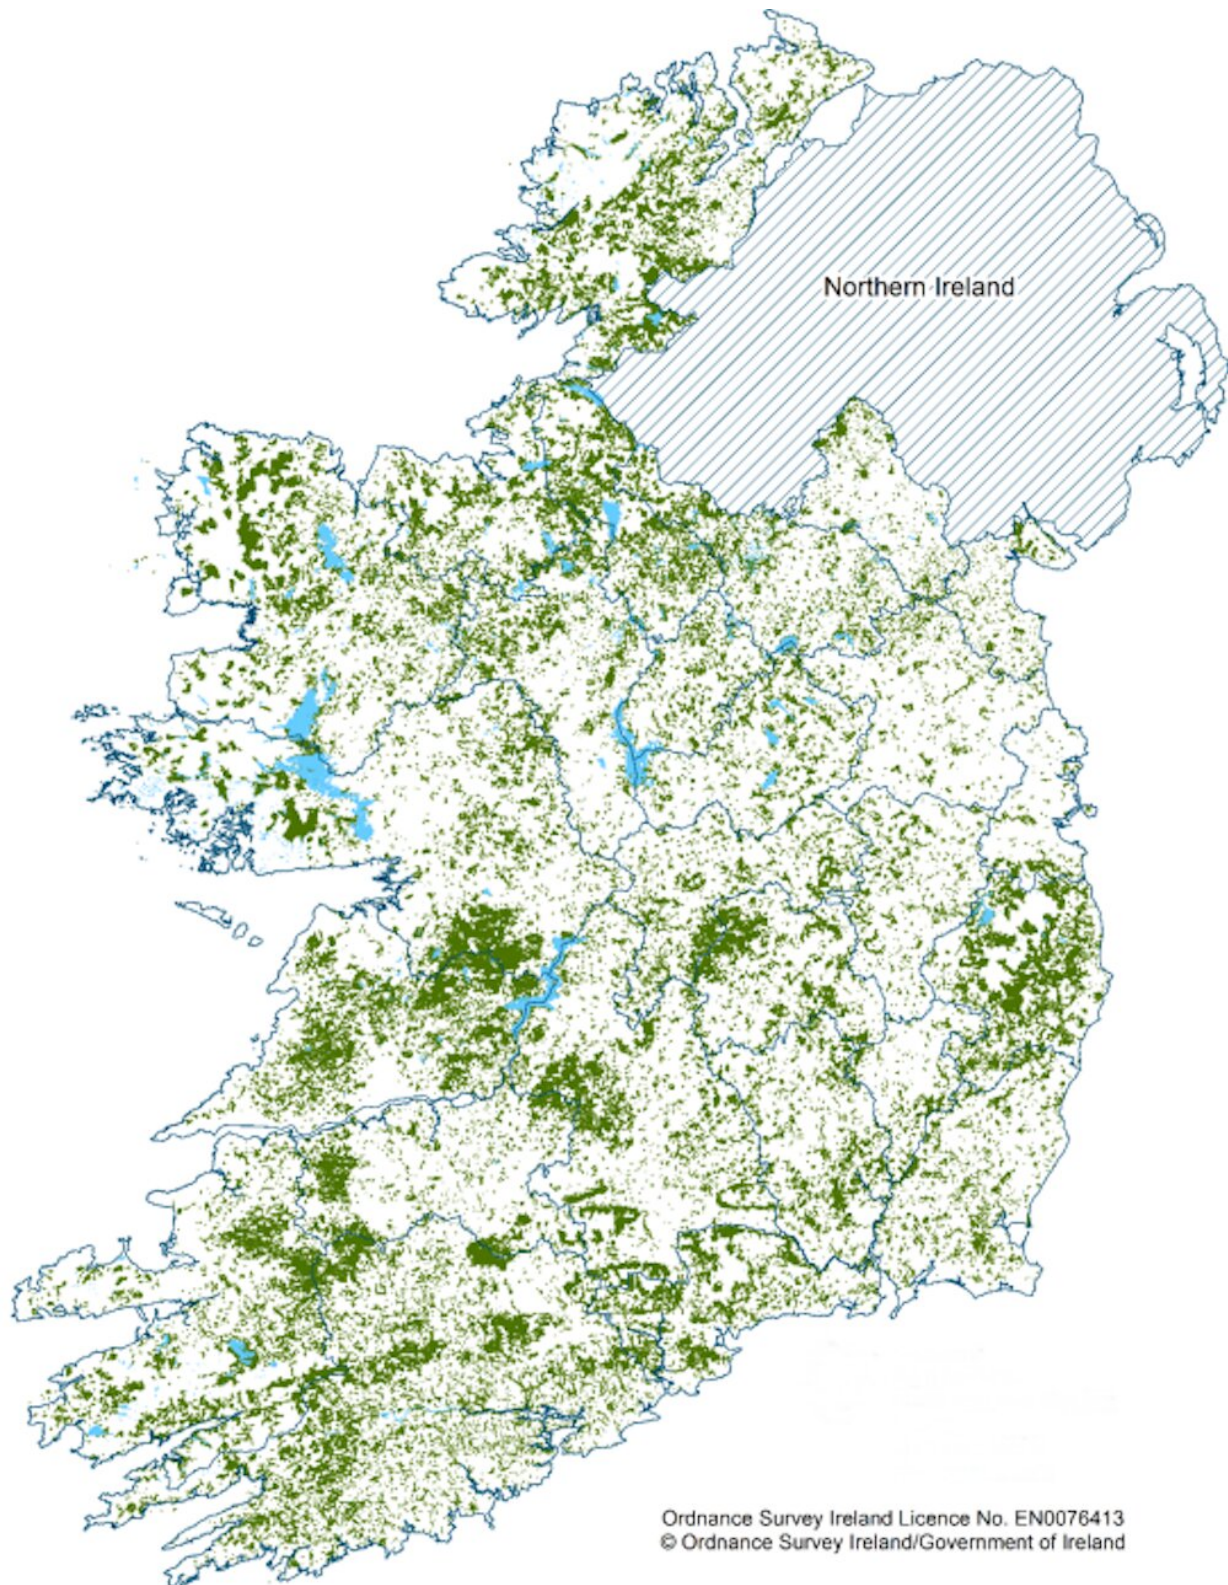 Northern Ireland
Ordnance Survey Ireland Licence No. EN0076413
© Ordnance Survey Ireland/Government of Ireland